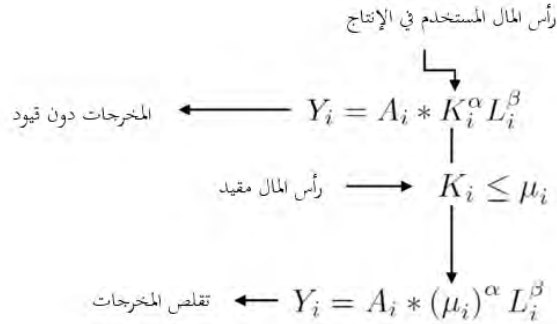 رأس المال المستخدم في الإنتاج
المخرجات دون قيود
Y_i = A_i * K_i^α L_i^β
رأس المال مقيد
K_i ≤ μ_i
تقلص المخرجات
Y_i = A_i * (μ_i)^α L_i^β